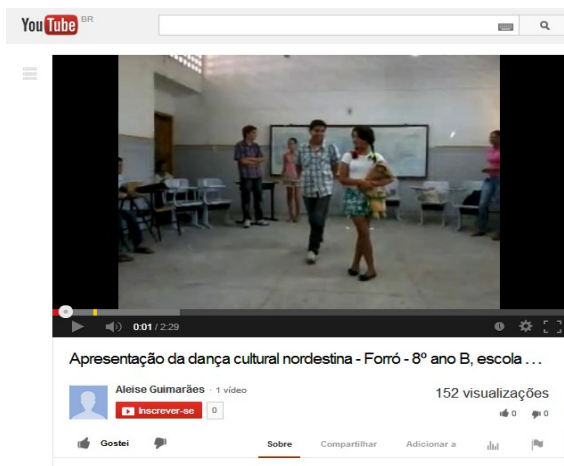 YouTube BR
0:01 / 2:29
Apresentação da dança cultural nordestina - Forró - 8º ano B, escola . . .
Aleise Guimarães · 1 vídeo
Inscrever-se 0
152 visualizações
0 0
Gostei
Sobre Compartilhar Adicionar a